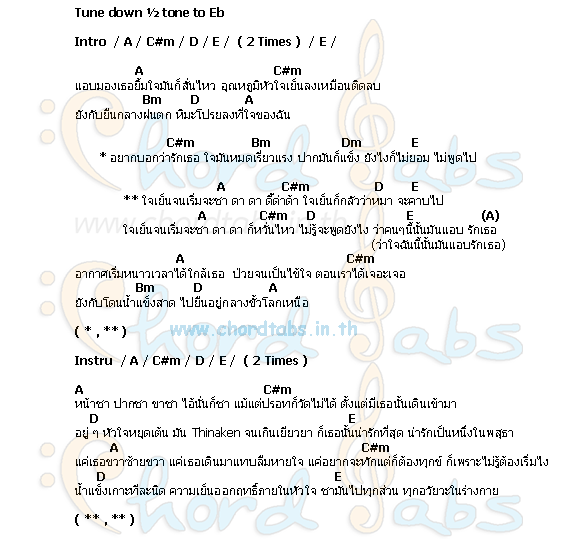 Tune down ½ tone to Eb
Intro / A / C#m / D / E / ( 2 Times ) / E /
A C#m
แอบมองเธอยิ้มใจมันก็สั่นไหว อุณหภูมิหัวใจเย็นลงเหมือนติดลบ
Bm D A
ยังกับยืนกลางฝนตก หิมะโปรยลงที่ใจของฉัน
C#m Bm Dm E
* อยากบอกว่ารักเธอ ใจมันหมดเรี่ยวแรง ปากมันก็แข็ง ยังไงก็ไม่ยอม ไม่พูดไป
A C#m D E
** ใจเย็นจนเริ่มจะชา ดา ดา ดี๊ด่าด้า ใจเย็นก็กลัวว่าหมา จะคาบไป
A C#m D E (A)
ใจเย็นจนเริ่มจะชา ดา ดา ก็หวั่นไหว ไม่รู้จะพูดยังไง ว่าคนๆนี้นั้นมันแอบ รักเธอ
(ว่าใจฉันนี้นั้นมันแอบรักเธอ)
A C#m
อากาศเริ่มหนาวเวลาได้ใกล้เธอ ป่วยจนเป็นไข้ใจ ตอนเราได้เจอะเจอ
Bm D A
ยังกับโดนน้ำแข็งสาด ไปยืนอยู่กลางขั้วโลกเหนือ
www.chordtabs.in.th
( * , ** )
Instru / A / C#m / D / E / ( 2 Times )
A C#m
หน้าชา ปากชา ขาชา ไอ้นั่นก็ชา แม้แต่ปรอทก็วัดไม่ได้ ตั้งแต่มีเธอนั้นเดินเข้ามา
D E
อยู่ ๆ หัวใจหยุดเต้น มัน Thinaken จนเกินเยียวยา ก็เธอนั้นน่ารักที่สุด น่ารักเป็นหนึ่งในพสุธา
A C#m
แค่เธอขวาซ้ายขวา แค่เธอเดินมาแทบลืมหายใจ แค่อยากจะทักแต่ก็ต้องทุกข์ ก็เพราะไม่รู้ต้องเริ่มไง
D E
น้ำแข็งเกาะทีละนิด ความเย็นออกฤทธิ์ภายในหัวใจ ชามันไปทุกส่วน ทุกอวัยวะในร่างกาย
( ** , ** )